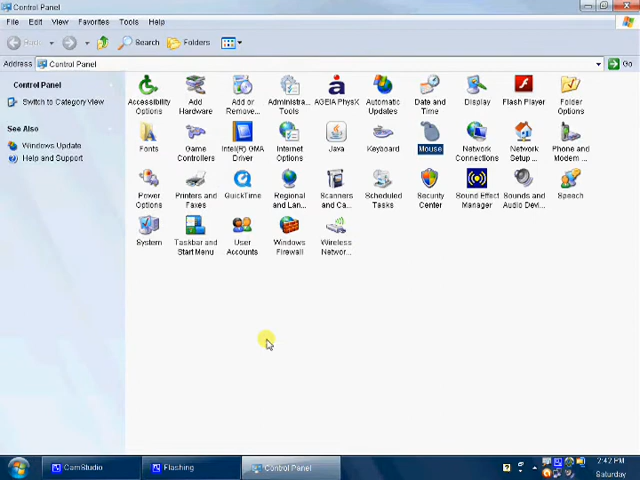 Control Panel
File Edit View Favorites Tools Help
Back Search Folders
Address Control Panel Go
Control Panel
Switch to Category View
See Also
Windows Update
Help and Support
Accessibility Options
Add Hardware
Add or Remove...
Administra... Tools
AGEIA PhysX
Automatic Updates
Date and Time
Display
Flash Player
Folder Options
Fonts
Game Controllers
Intel(R) GMA Driver
Internet Options
Java
Keyboard
Mouse
Network Connections
Network Setup ...
Phone and Modem ...
Power Options
Printers and Faxes
QuickTime
Regional and Lan...
Scanners and Ca...
Scheduled Tasks
Security Center
Sound Effect Manager
Sounds and Audio Devi...
Speech
System
Taskbar and Start Menu
User Accounts
Windows Firewall
Wireless Networ...
CamStudio Flashing Control Panel
2:42 PM
Saturday